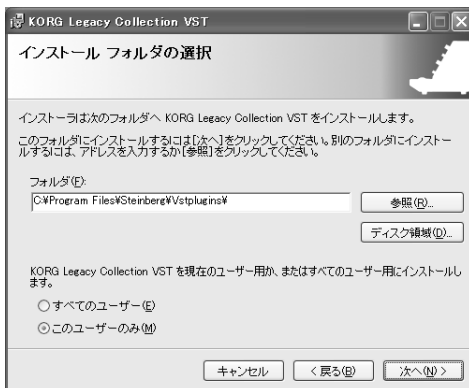 KORG Legacy Collection VST
インストール フォルダの選択
インストーラは次のフォルダへ KORG Legacy Collection VST をインストールします。
このフォルダにインストールするには[次へ]をクリックしてください。別のフォルダにインストー
ルするには、アドレスを入力するか[参照]をクリックしてください。
フォルダ(F):
C:¥Program Files¥Steinberg¥Vstplugins¥
参照(R)...
ディスク領域(D)...
KORG Legacy Collection VST を現在のユーザー用か、またはすべてのユーザー用にインストールし
ます。
すべてのユーザー(E)
このユーザーのみ(M)
キャンセル
< 戻る(B)
次へ(N) >